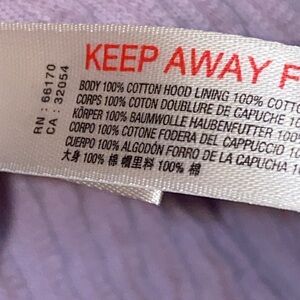 KEEP AWAY F
BODY 100% COTTON HOOD LINING 100% COTT
CORPS 100% COTON DOUBLURE DE CAPUCHE 10
KÖRPER 100% BAUMWOLLE HAUBENFUTTER 100
CORPO 100% COTONE FODERA DEL CAPPUCCIO 10
CUERPO 100% ALGODÓN FORRO DE LA CAPUCHA 10
大身 100% 棉 帽里料 100% 棉
RN : 66170
CA : 32054